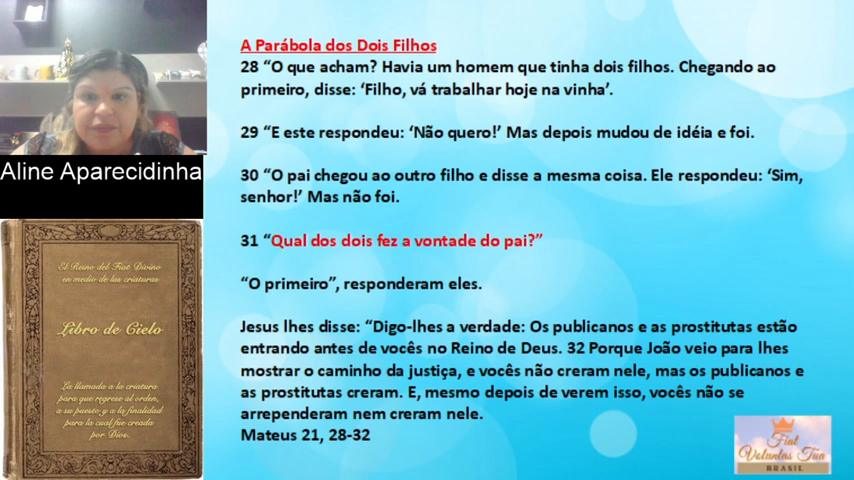 A Parábola dos Dois Filhos
28 “O que acham? Havia um homem que tinha dois filhos. Chegando ao
primeiro, disse: ‘Filho, vá trabalhar hoje na vinha’.
29 “E este respondeu: ‘Não quero!’ Mas depois mudou de idéia e foi.
30 “O pai chegou ao outro filho e disse a mesma coisa. Ele respondeu: ‘Sim,
senhor!’ Mas não foi.
31 “Qual dos dois fez a vontade do pai?”
“O primeiro”, responderam eles.
Jesus lhes disse: “Digo-lhes a verdade: Os publicanos e as prostitutas estão
entrando antes de vocês no Reino de Deus. 32 Porque João veio para lhes
mostrar o caminho da justiça, e vocês não creram nele, mas os publicanos e
as prostitutas creram. E, mesmo depois de verem isso, vocês não se
arrependeram nem creram nele.
Mateus 21, 28-32
Aline Aparecidinha
El Reino del Fiat Divino
en medio de las criaturas
Libro de Cielo
La llamada a la criatura
para que regrese al orden,
a su puesto y a la finalidad
para la cual fue creada
por Dios.
Fiat
Voluntas Tua
BRASIL